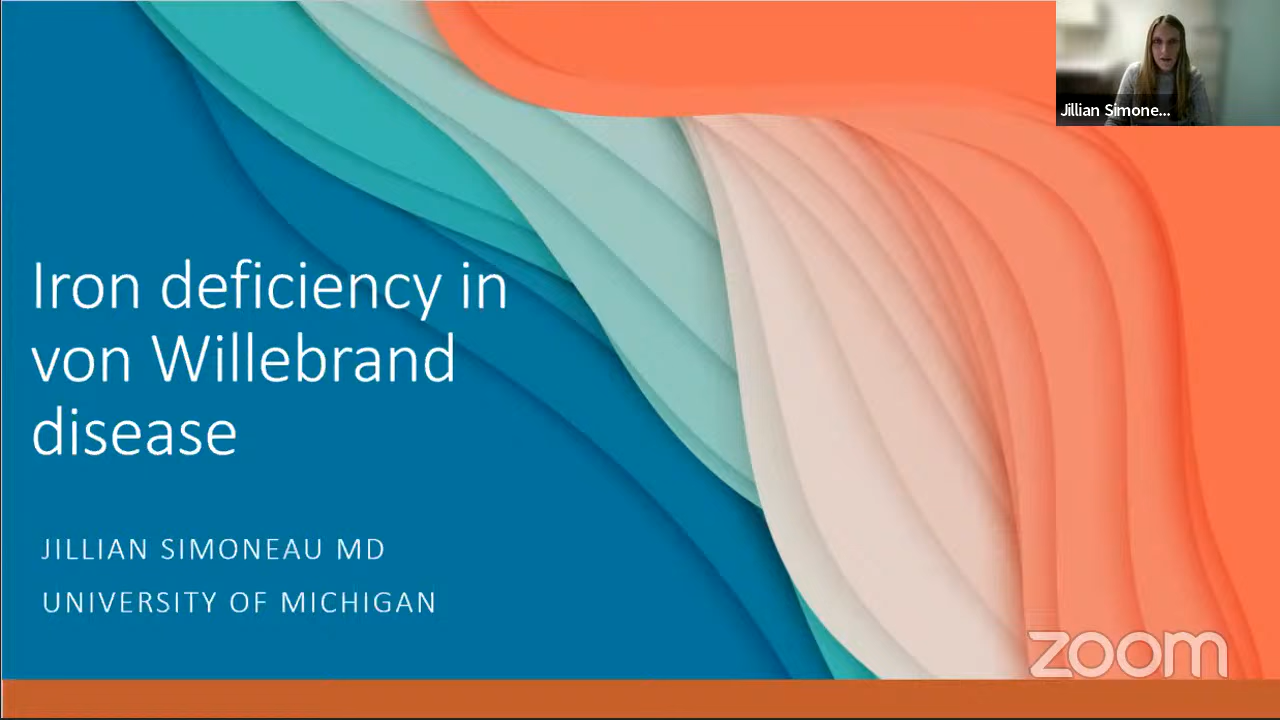 Jillian Simone...
Iron deficiency in
von Willebrand
disease
JILLIAN SIMONEAU MD
UNIVERSITY OF MICHIGAN
zoom